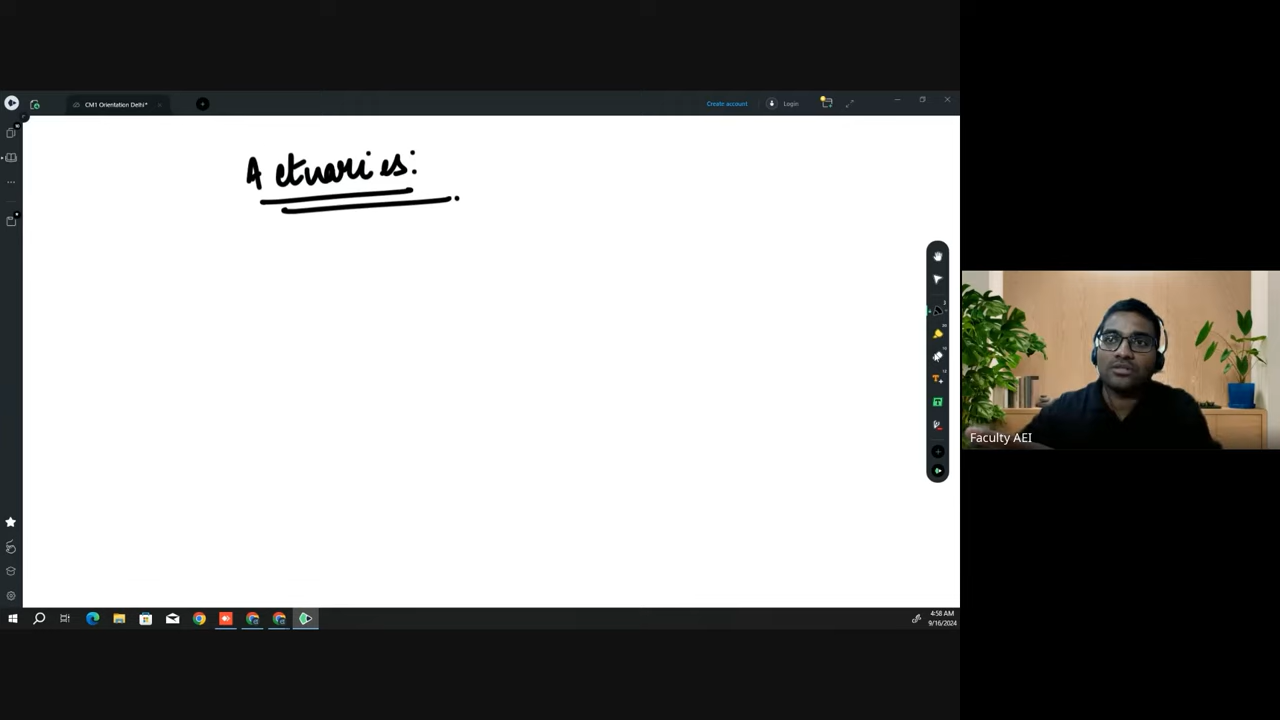 CM1 Orientation Delhi*
Create account
Login
Actuaries:
Faculty AEI
4:58 AM
9/16/2024